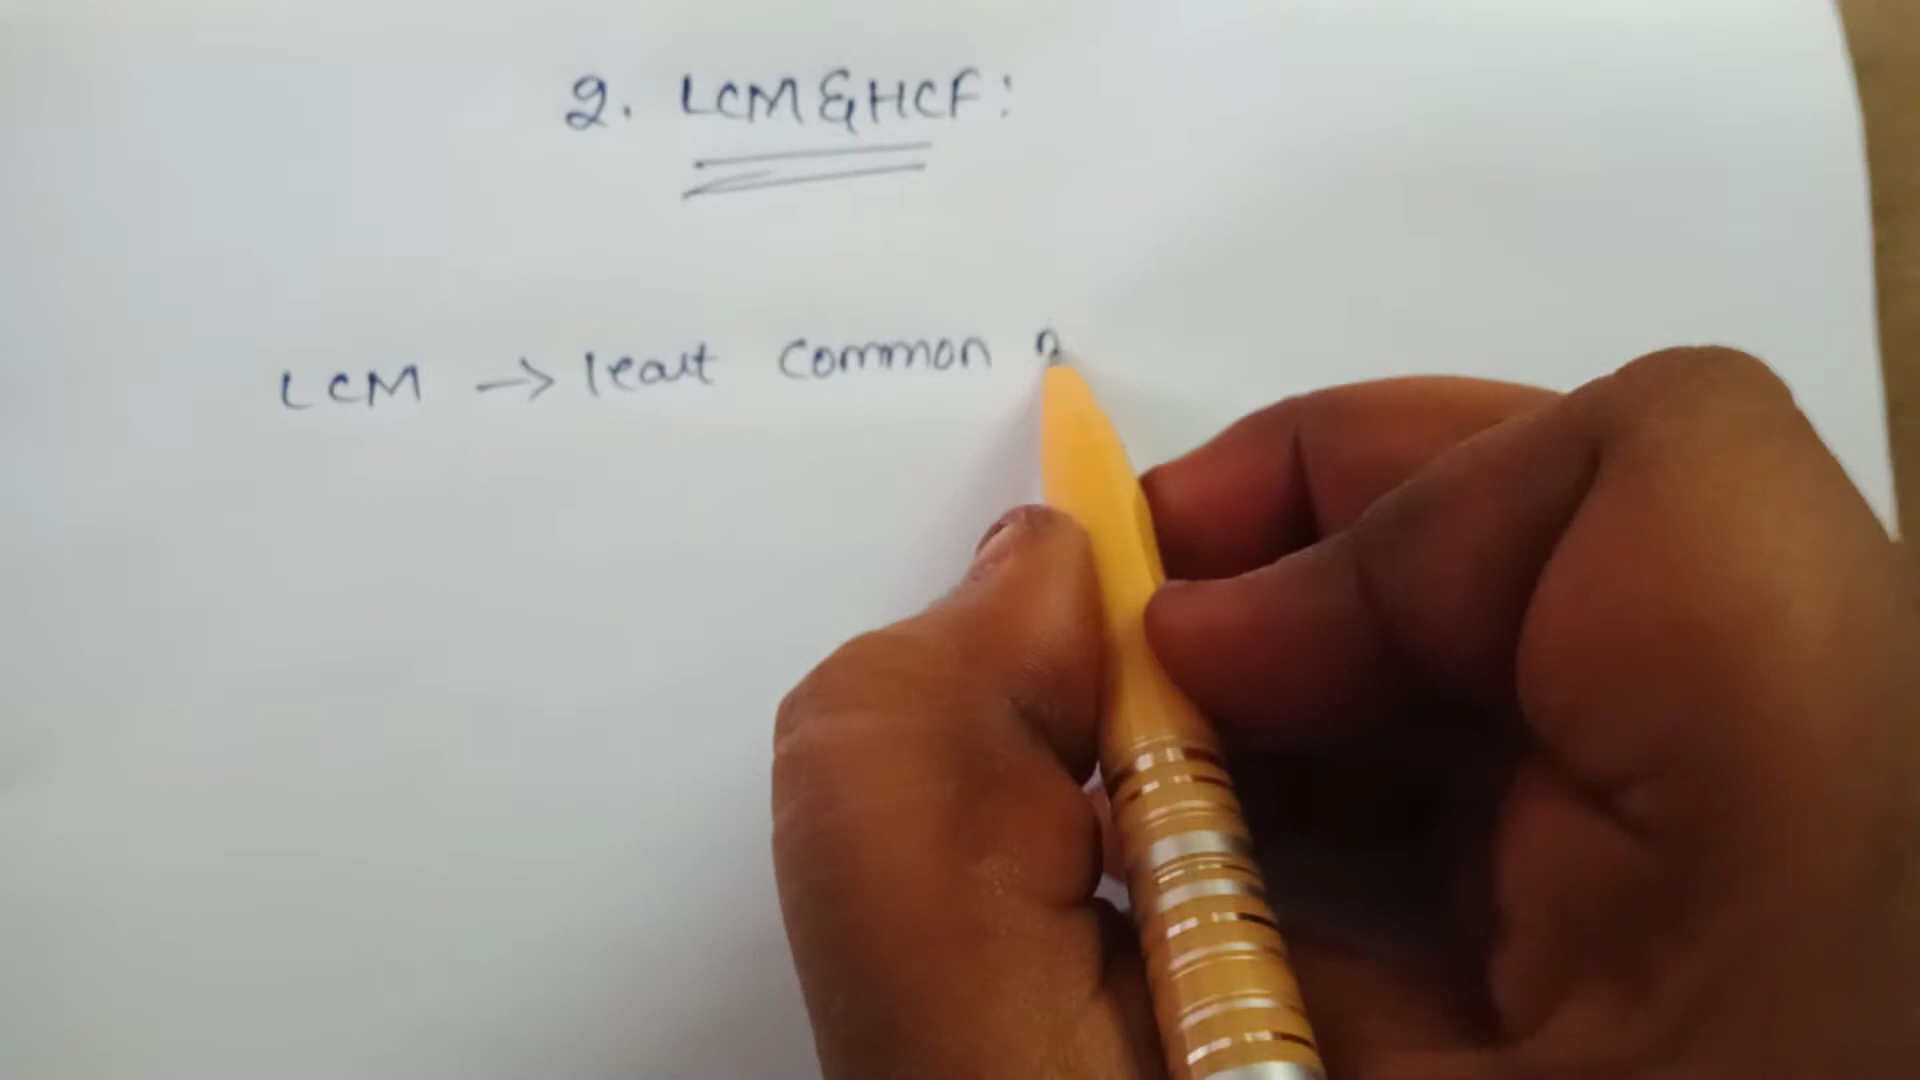 2. LCM & HCF:
LCM → least common